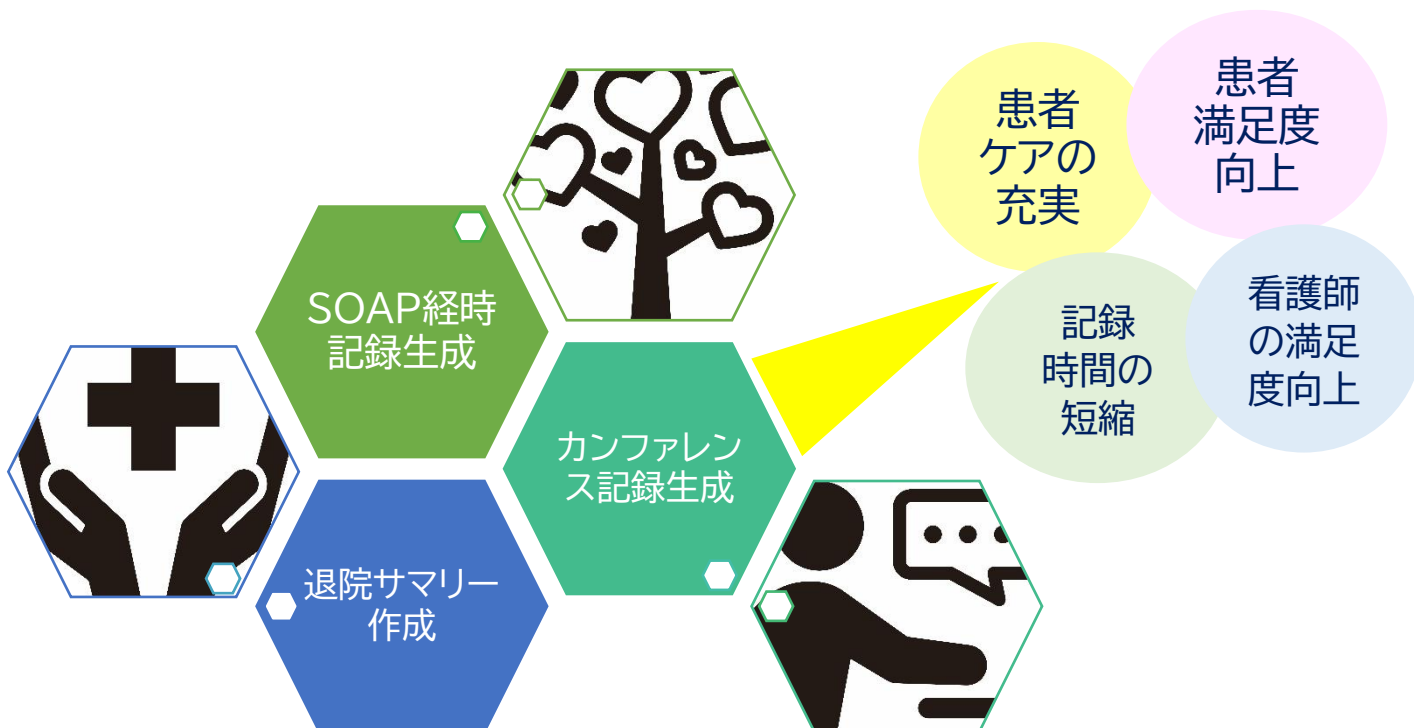 SOAP経時
記録生成
カンファレン
ス記録生成
退院サマリー
作成
患者
ケアの
充実
患者
満足度
向上
記録
時間の
短縮
看護師
の満足
度向上